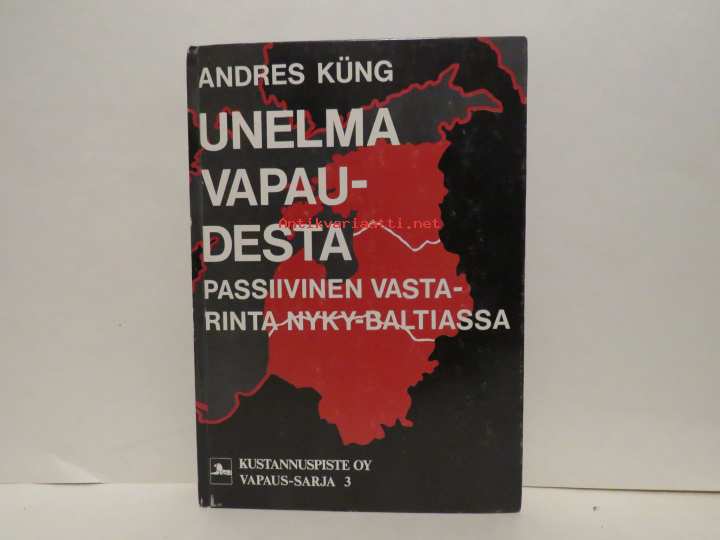 ANDRES KÜNG
UNELMA
VAPAU-
Antikvariaatti.net
DESTA
PASSIIVINEN VASTA-
RINTA NYKY-BALTIASSA
KUSTANNUSPISTE OY
VAPAUS-SARJA 3